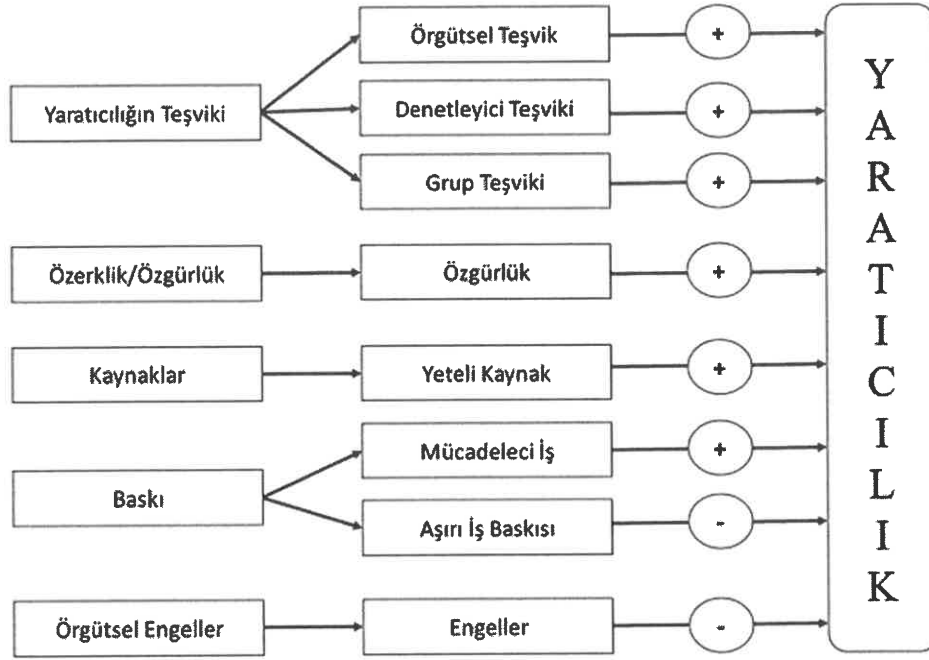 Yaratıcılığın Teşviki
Örgütsel Teşvik
+
Denetleyici Teşviki
+
Grup Teşviki
+
Özerklik/Özgürlük
Özgürlük
+
Kaynaklar
Yeteli Kaynak
+
Baskı
Mücadeleci İş
+
Aşırı İş Baskısı
-
Örgütsel Engeller
Engeller
-
YARATICILIK